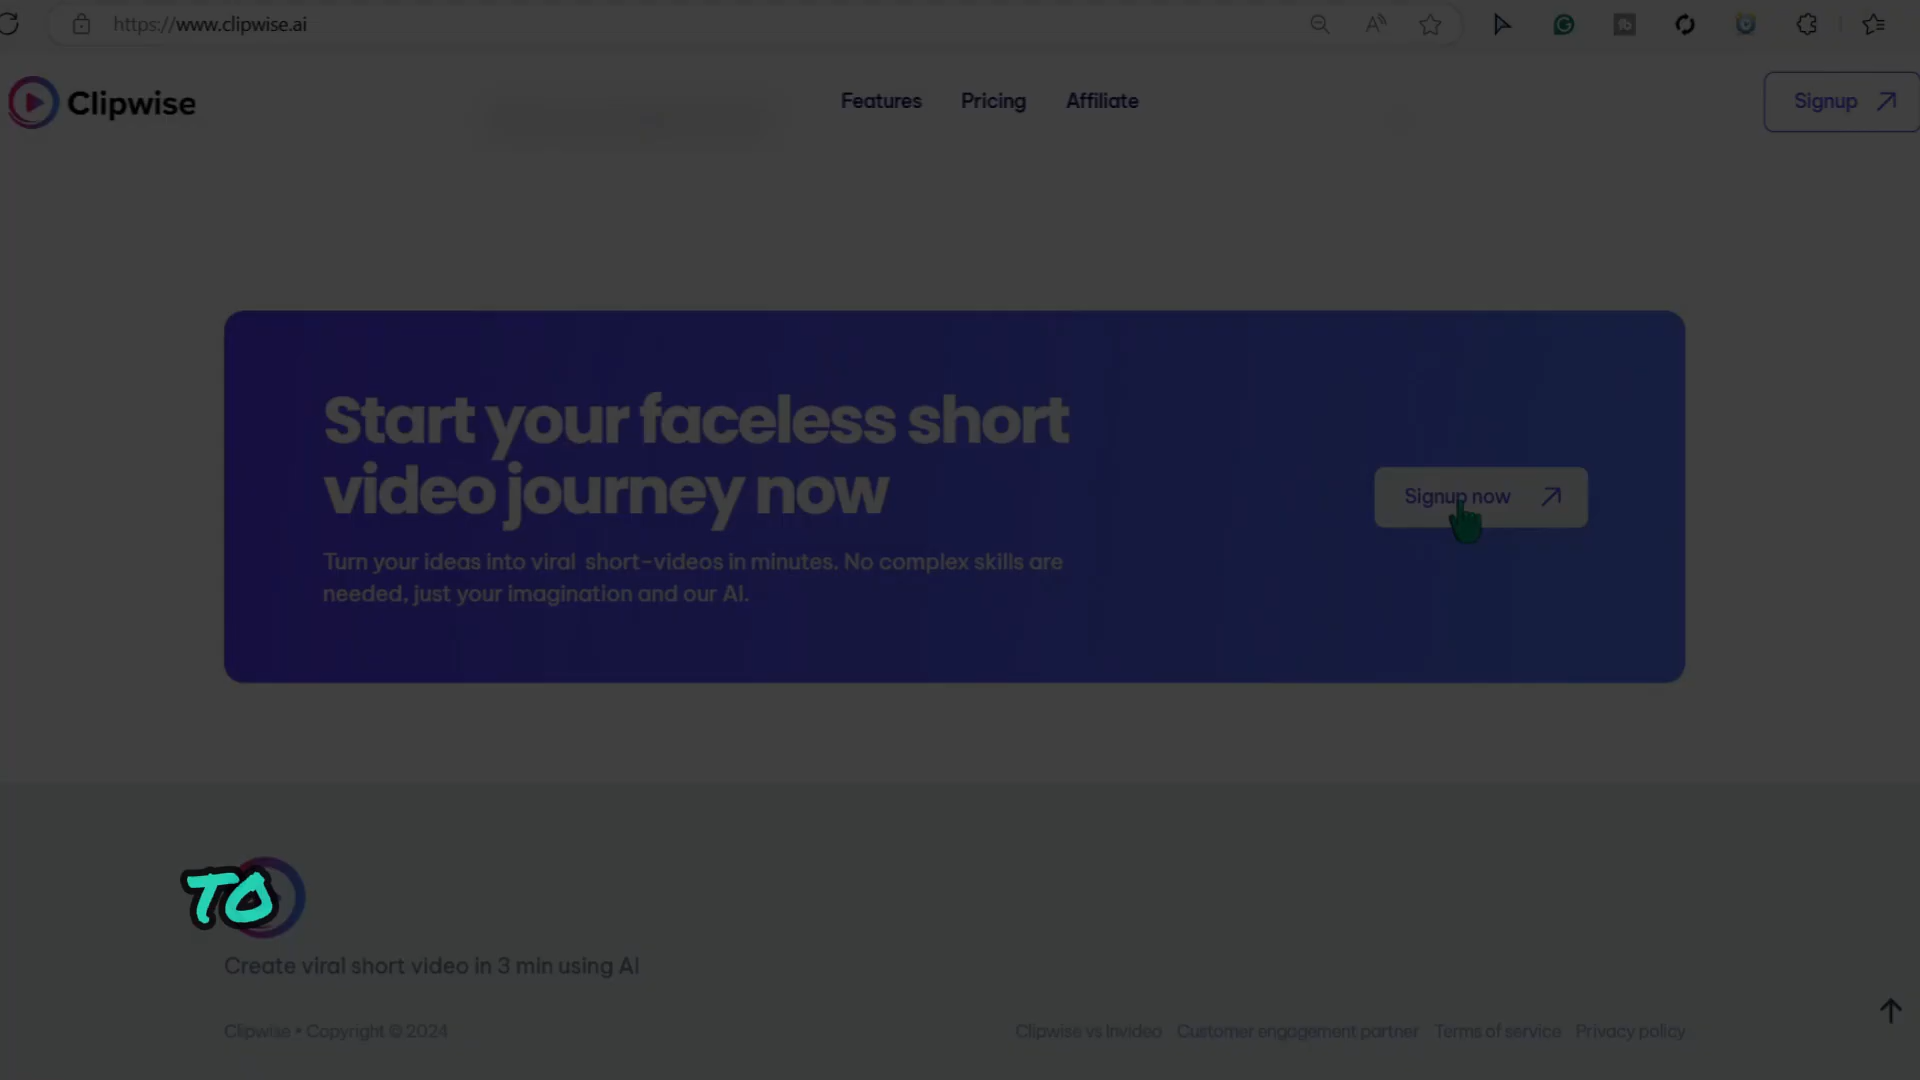 https://www.clipwise.ai
Clipwise
Features
Pricing
Affiliate
Signup
Start your faceless short
video journey now
Turn your ideas into viral short-videos in minutes. No complex skills are
needed, just your imagination and our AI.
Signup now
TO
Create viral short video in 3 min using AI
Clipwise • Copyright © 2024
Clipwise vs Invideo
Customer engagement partner
Terms of service
Privacy policy